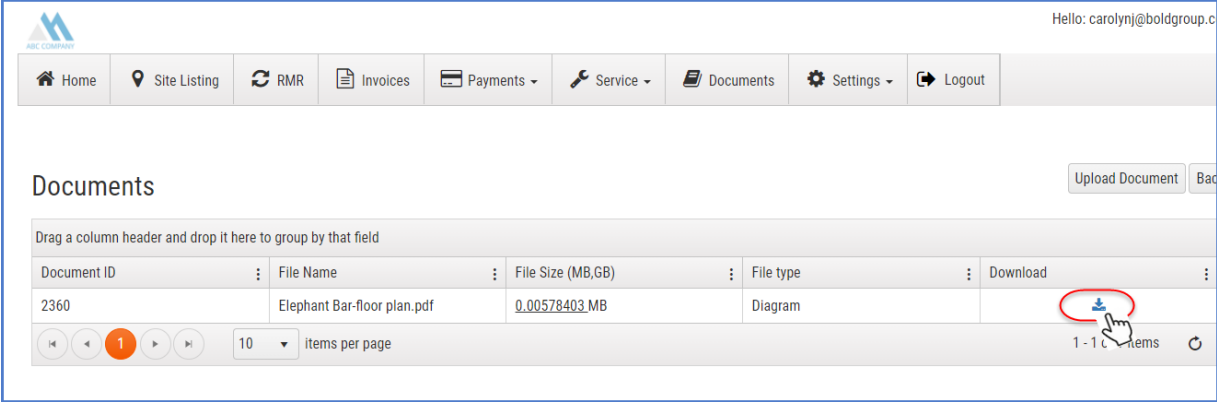 Hello: carolynj@boldgroup.c
ABC COMPANY
Home Site Listing RMR Invoices Payments Service Documents Settings Logout
Documents
Upload Document Bac
Drag a column header and drop it here to group by that field
Document ID File Name File Size (MB,GB) File type Download
2360 Elephant Bar-floor plan.pdf 0.00578403 MB Diagram
1 10 items per page 1 - 1 items